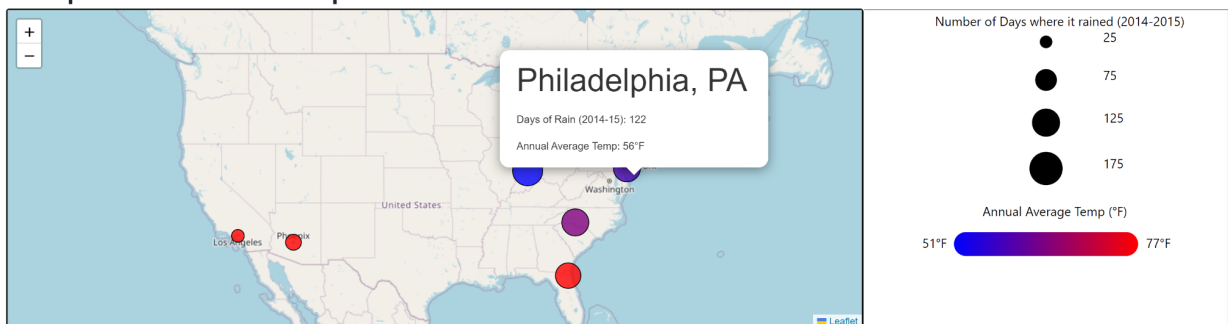 +
−
Philadelphia, PA
Days of Rain (2014-15): 122
Annual Average Temp: 56°F
Washington
United States
Los Angeles
Phoenix
Leaflet
Number of Days where it rained (2014-2015)
25
75
125
175
Annual Average Temp (°F)
51°F
77°F